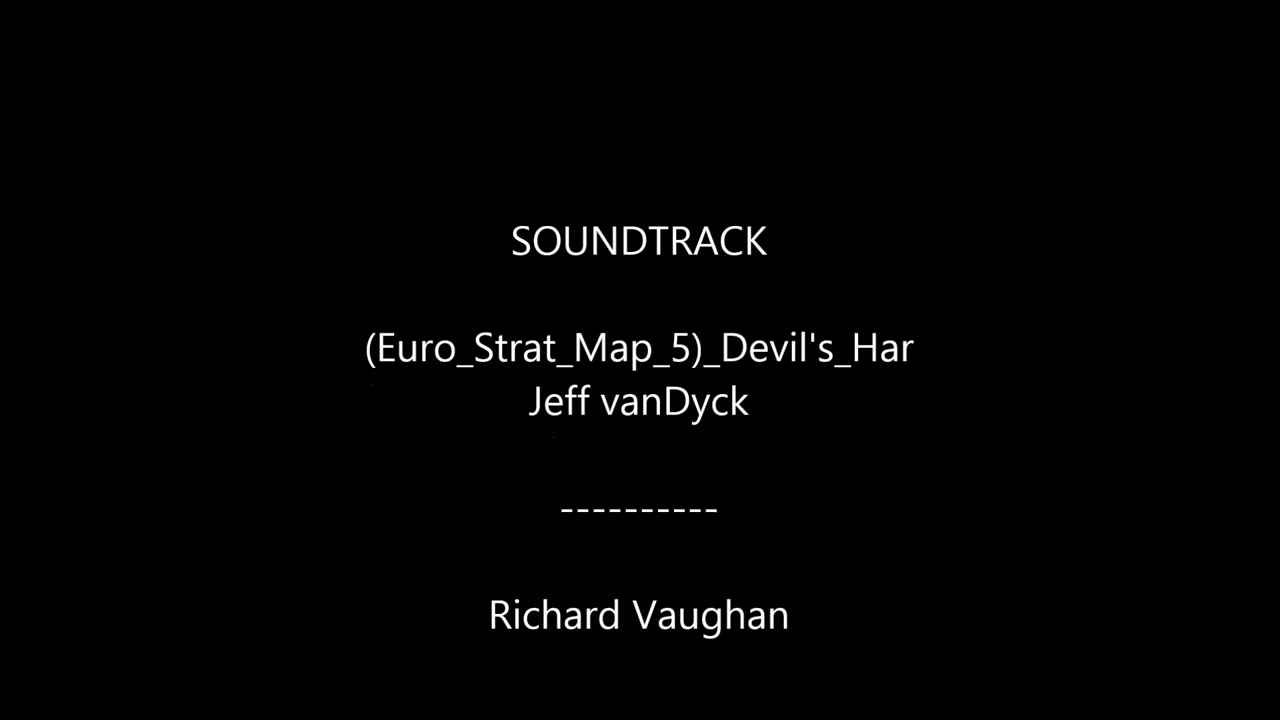 SOUNDTRACK
(Euro_Strat_Map_5)_Devil's_Har
Jeff vanDyck
----------
Richard Vaughan